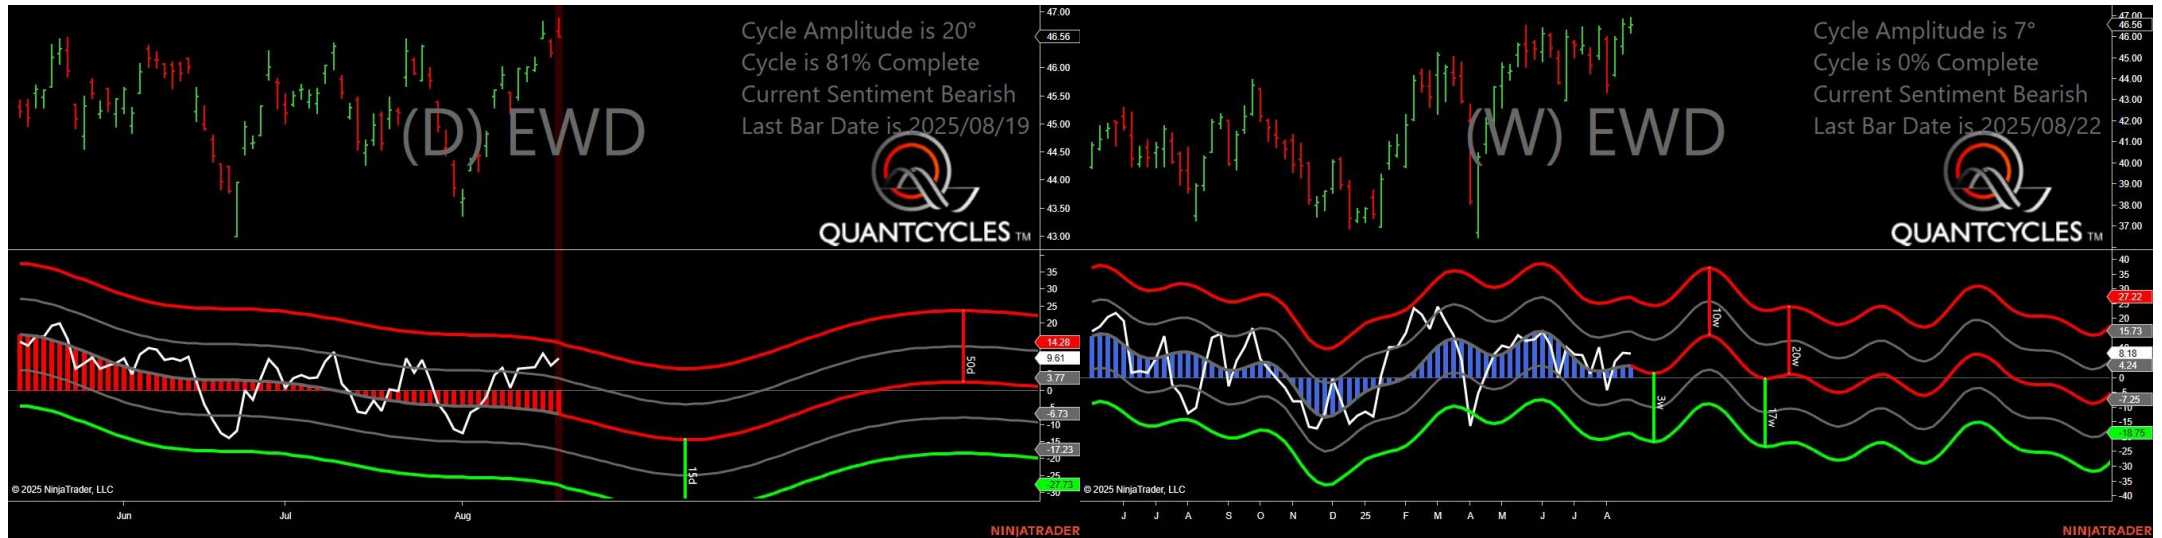 Cycle Amplitude is 20°
Cycle is 81% Complete
Current Sentiment Bearish
Last Bar Date is 2025/08/19
(D) EWD
QUANTCYCLES TM
47.00
46.56
46.00
45.50
45.00
44.50
44.00
43.50
43.00
35
30
25
20
14.28
9.61
3.77
0
-6.73
-10
-15
-17.23
-20
-25
-27.73
-30
50d
15d
© 2025 NinjaTrader, LLC
Jun
Jul
Aug
NINJATRADER
Cycle Amplitude is 7°
Cycle is 0% Complete
Current Sentiment Bearish
Last Bar Date is 2025/08/22
(W) EWD
QUANTCYCLES TM
47.00
46.56
46.00
45.00
44.00
43.00
42.00
41.00
40.00
39.00
38.00
37.00
40
35
30
27.22
25
20
15.73
8.18
4.24
0
-5
-7.25
-10
-15
-18.75
-25
-30
-35
-40
10w
20w
3w
17w
© 2025 NinjaTrader, LLC
J
J
A
S
O
N
D
25
F
M
A
M
J
J
A
NINJATRADER